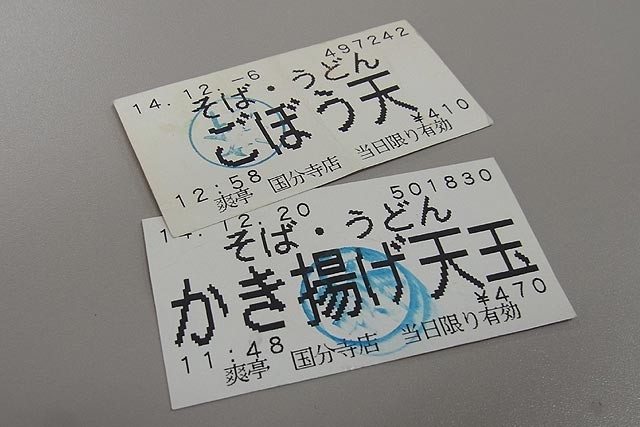 14.12.-6 497242
そば・うどん
ごぼう天
¥410
12:58 爽亭 国分寺店 当日限り有効
14.12.20 501830
そば・うどん
かき揚げ天玉
¥470
11:48 爽亭 国分寺店 当日限り有効